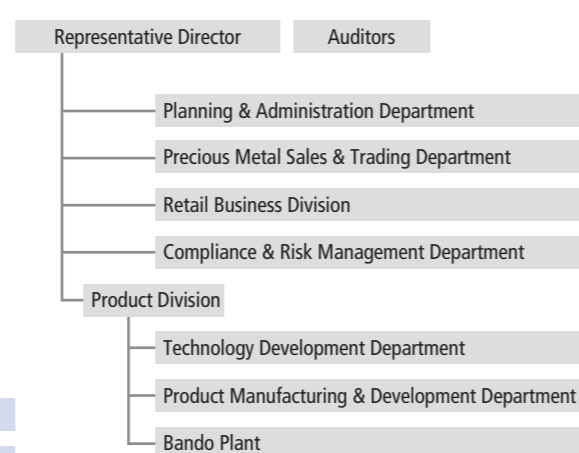 Representative Director
Auditors
Planning & Administration Department
Precious Metal Sales & Trading Department
Retail Business Division
Compliance & Risk Management Department
Product Division
Technology Development Department
Product Manufacturing & Development Department
Bando Plant